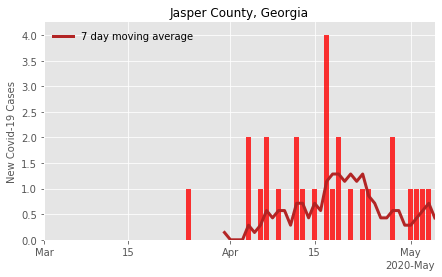 Jasper County, Georgia
7 day moving average
New Covid-19 Cases
4.0
3.5
3.0
2.5
2.0
1.5
1.0
0.5
0.0
Mar 15 Apr 15 May
2020-May